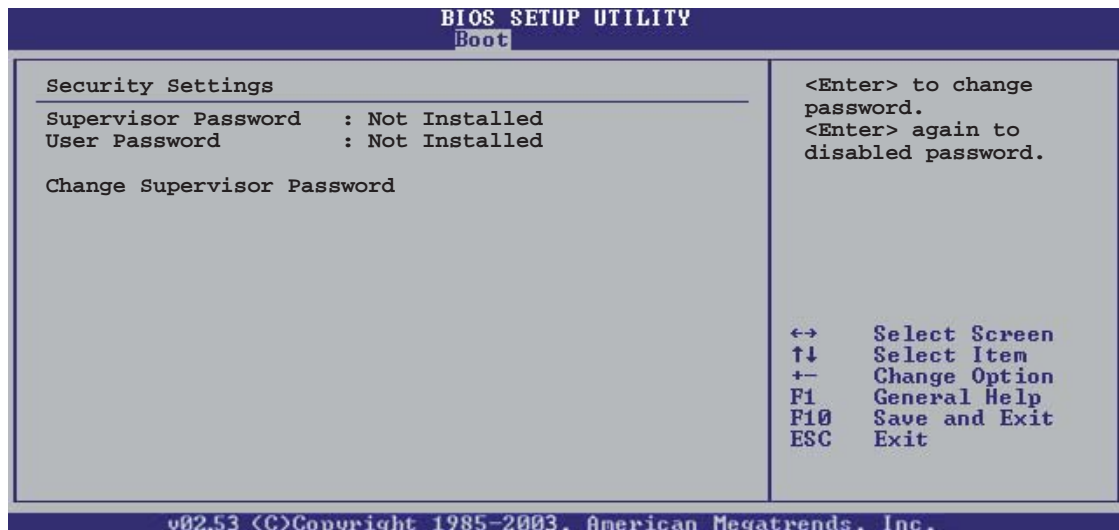 BIOS SETUP UTILITY
Boot
Security Settings
Supervisor Password : Not Installed
User Password : Not Installed
Change Supervisor Password
<Enter> to change
password.
<Enter> again to
disabled password.
←→ Select Screen
↑↓ Select Item
+- Change Option
F1 General Help
F10 Save and Exit
ESC Exit
v02.53 (C)Copyright 1985-2003, American Megatrends, Inc.